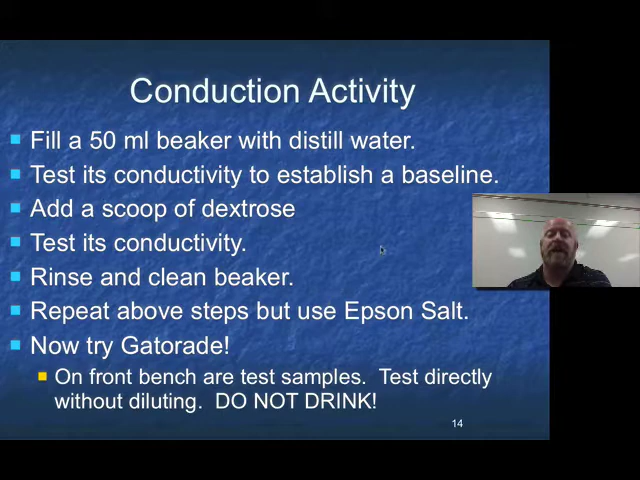 Conduction Activity
Fill a 50 ml beaker with distill water.
Test its conductivity to establish a baseline.
Add a scoop of dextrose
Test its conductivity.
Rinse and clean beaker.
Repeat above steps but use Epson Salt.
Now try Gatorade!
On front bench are test samples. Test directly
without diluting. DO NOT DRINK!
14